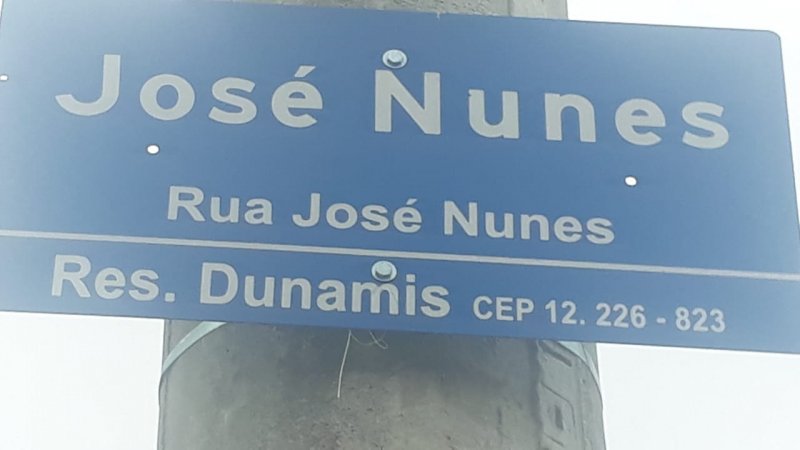 José Nunes
Rua José Nunes
Res. Dunamis CEP 12. 226 - 823